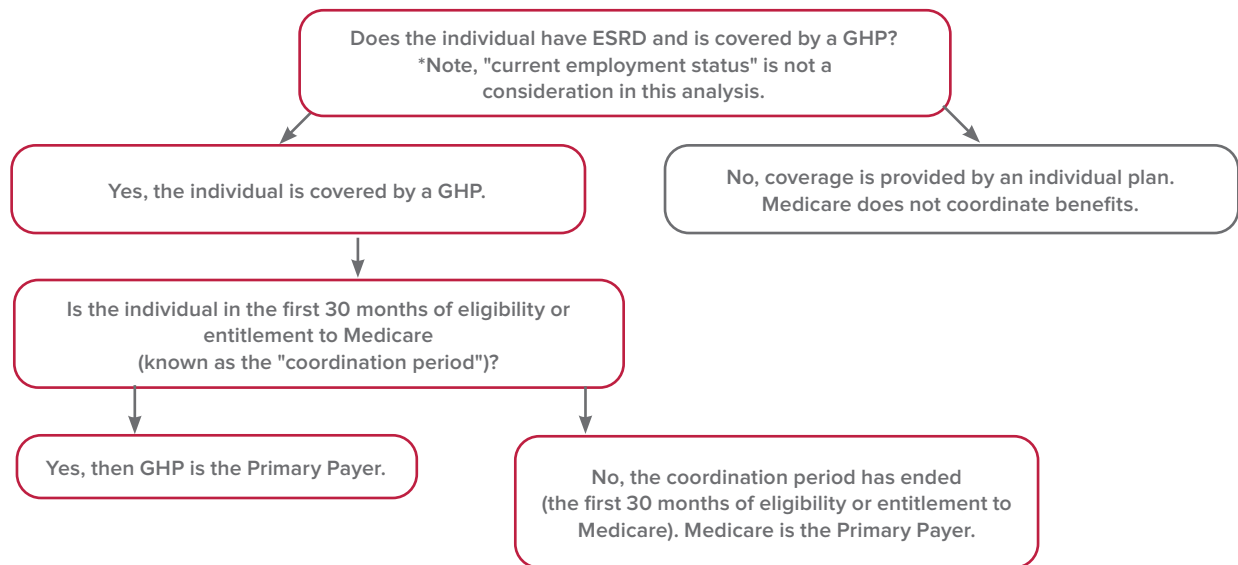 Does the individual have ESRD and is covered by a GHP?
*Note, "current employment status" is not a
consideration in this analysis.
Yes, the individual is covered by a GHP.
No, coverage is provided by an individual plan.
Medicare does not coordinate benefits.
Is the individual in the first 30 months of eligibility or
entitlement to Medicare
(known as the "coordination period")?
Yes, then GHP is the Primary Payer.
No, the coordination period has ended
(the first 30 months of eligibility or entitlement to
Medicare). Medicare is the Primary Payer.